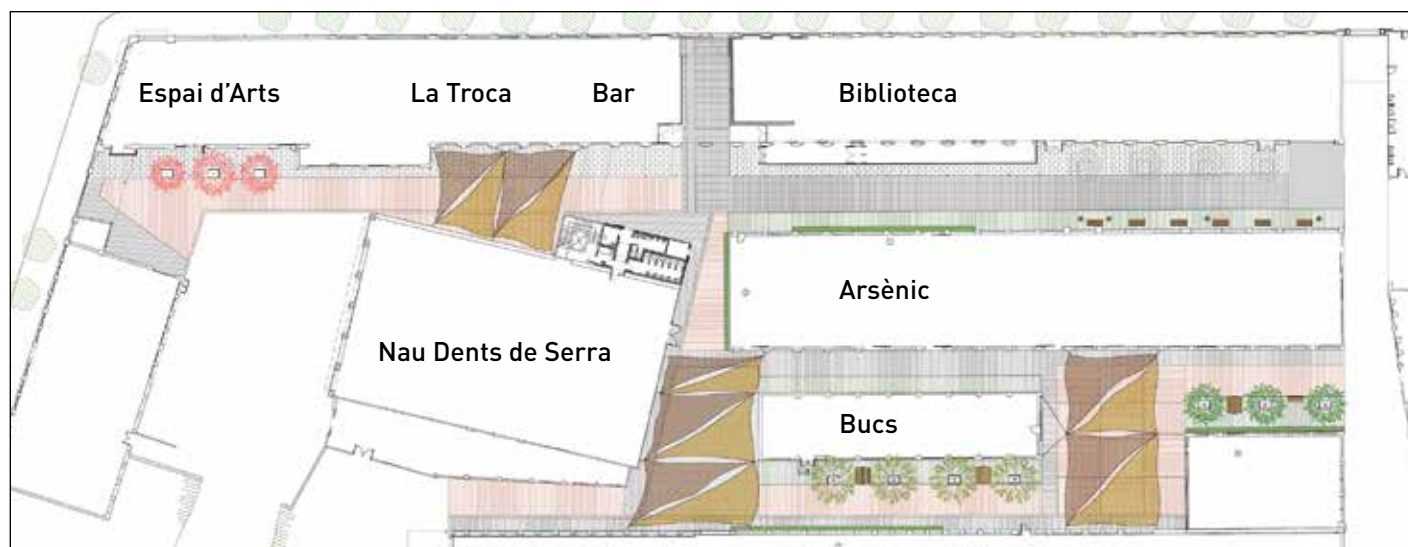 Espai d’Arts
La Troca
Bar
Biblioteca
Arsènic
Nau Dents de Serra
Bucs